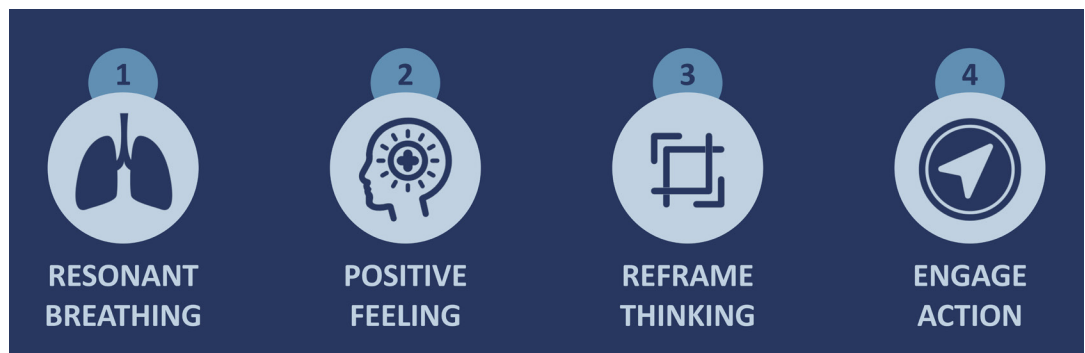 1
RESONANT
BREATHING
2
POSITIVE
FEELING
3
REFRAME
THINKING
4
ENGAGE
ACTION